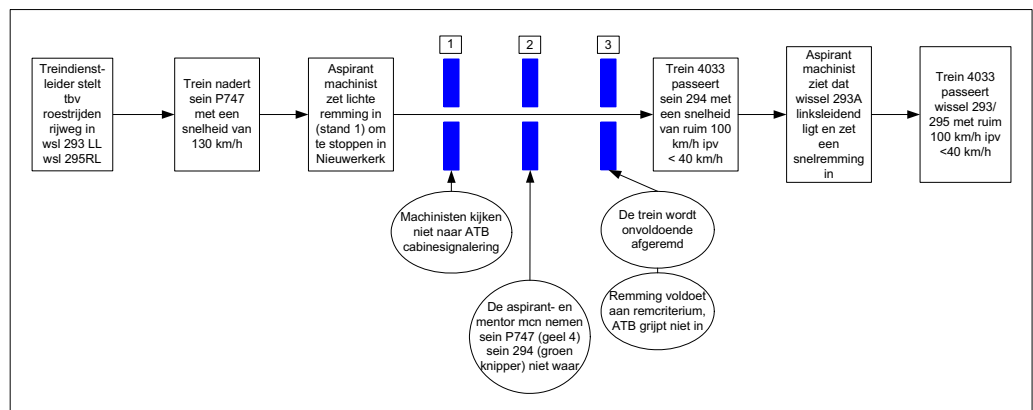 1
2
3
Treindienst-
leider stelt
tbv
roestrijden
rijweg in
wsl 293 LL
wsl 295RL
Trein nadert
sein P747
met een
snelheid van
130 km/h
Aspirant
machinist
zet lichte
remming in
(stand 1) om
te stoppen in
Nieuwerkerk
Trein 4033
passeert
sein 294 met
een snelheid
van ruim 100
km/h ipv
< 40 km/h
Aspirant
machinist
ziet dat
wissel 293A
linksleidend
ligt en zet
een
snelremming
in
Trein 4033
passeert
wissel 293/
295 met ruim
100 km/h ipv
<40 km/h
Machinisten kijken
niet naar ATB
cabinesignalering
De aspirant- en
mentor mcn nemen
sein P747 (geel 4)
sein 294 (groen
knipper) niet waar
De trein wordt
onvoldoende
afgeremd
Remming voldoet
aan remcriterium,
ATB grijpt niet in